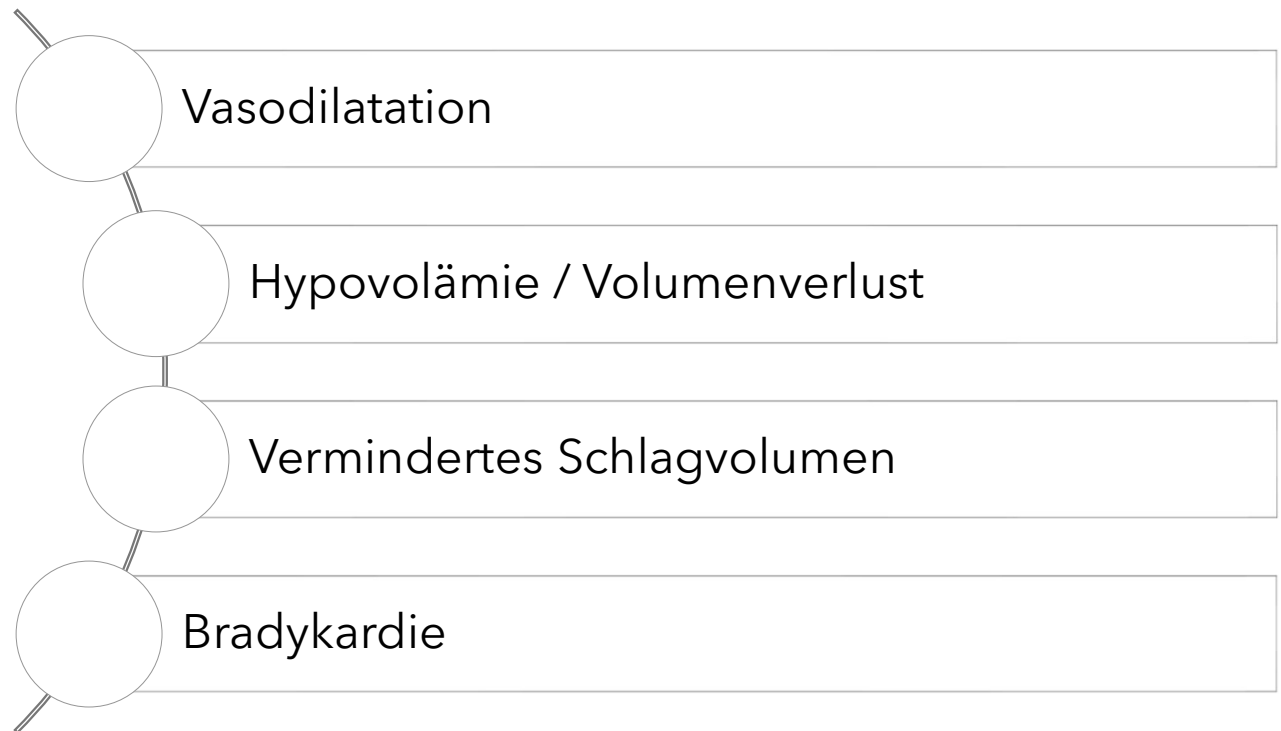 Vasodilatation
Hypovolämie / Volumenverlust
Vermindertes Schlagvolumen
Bradykardie